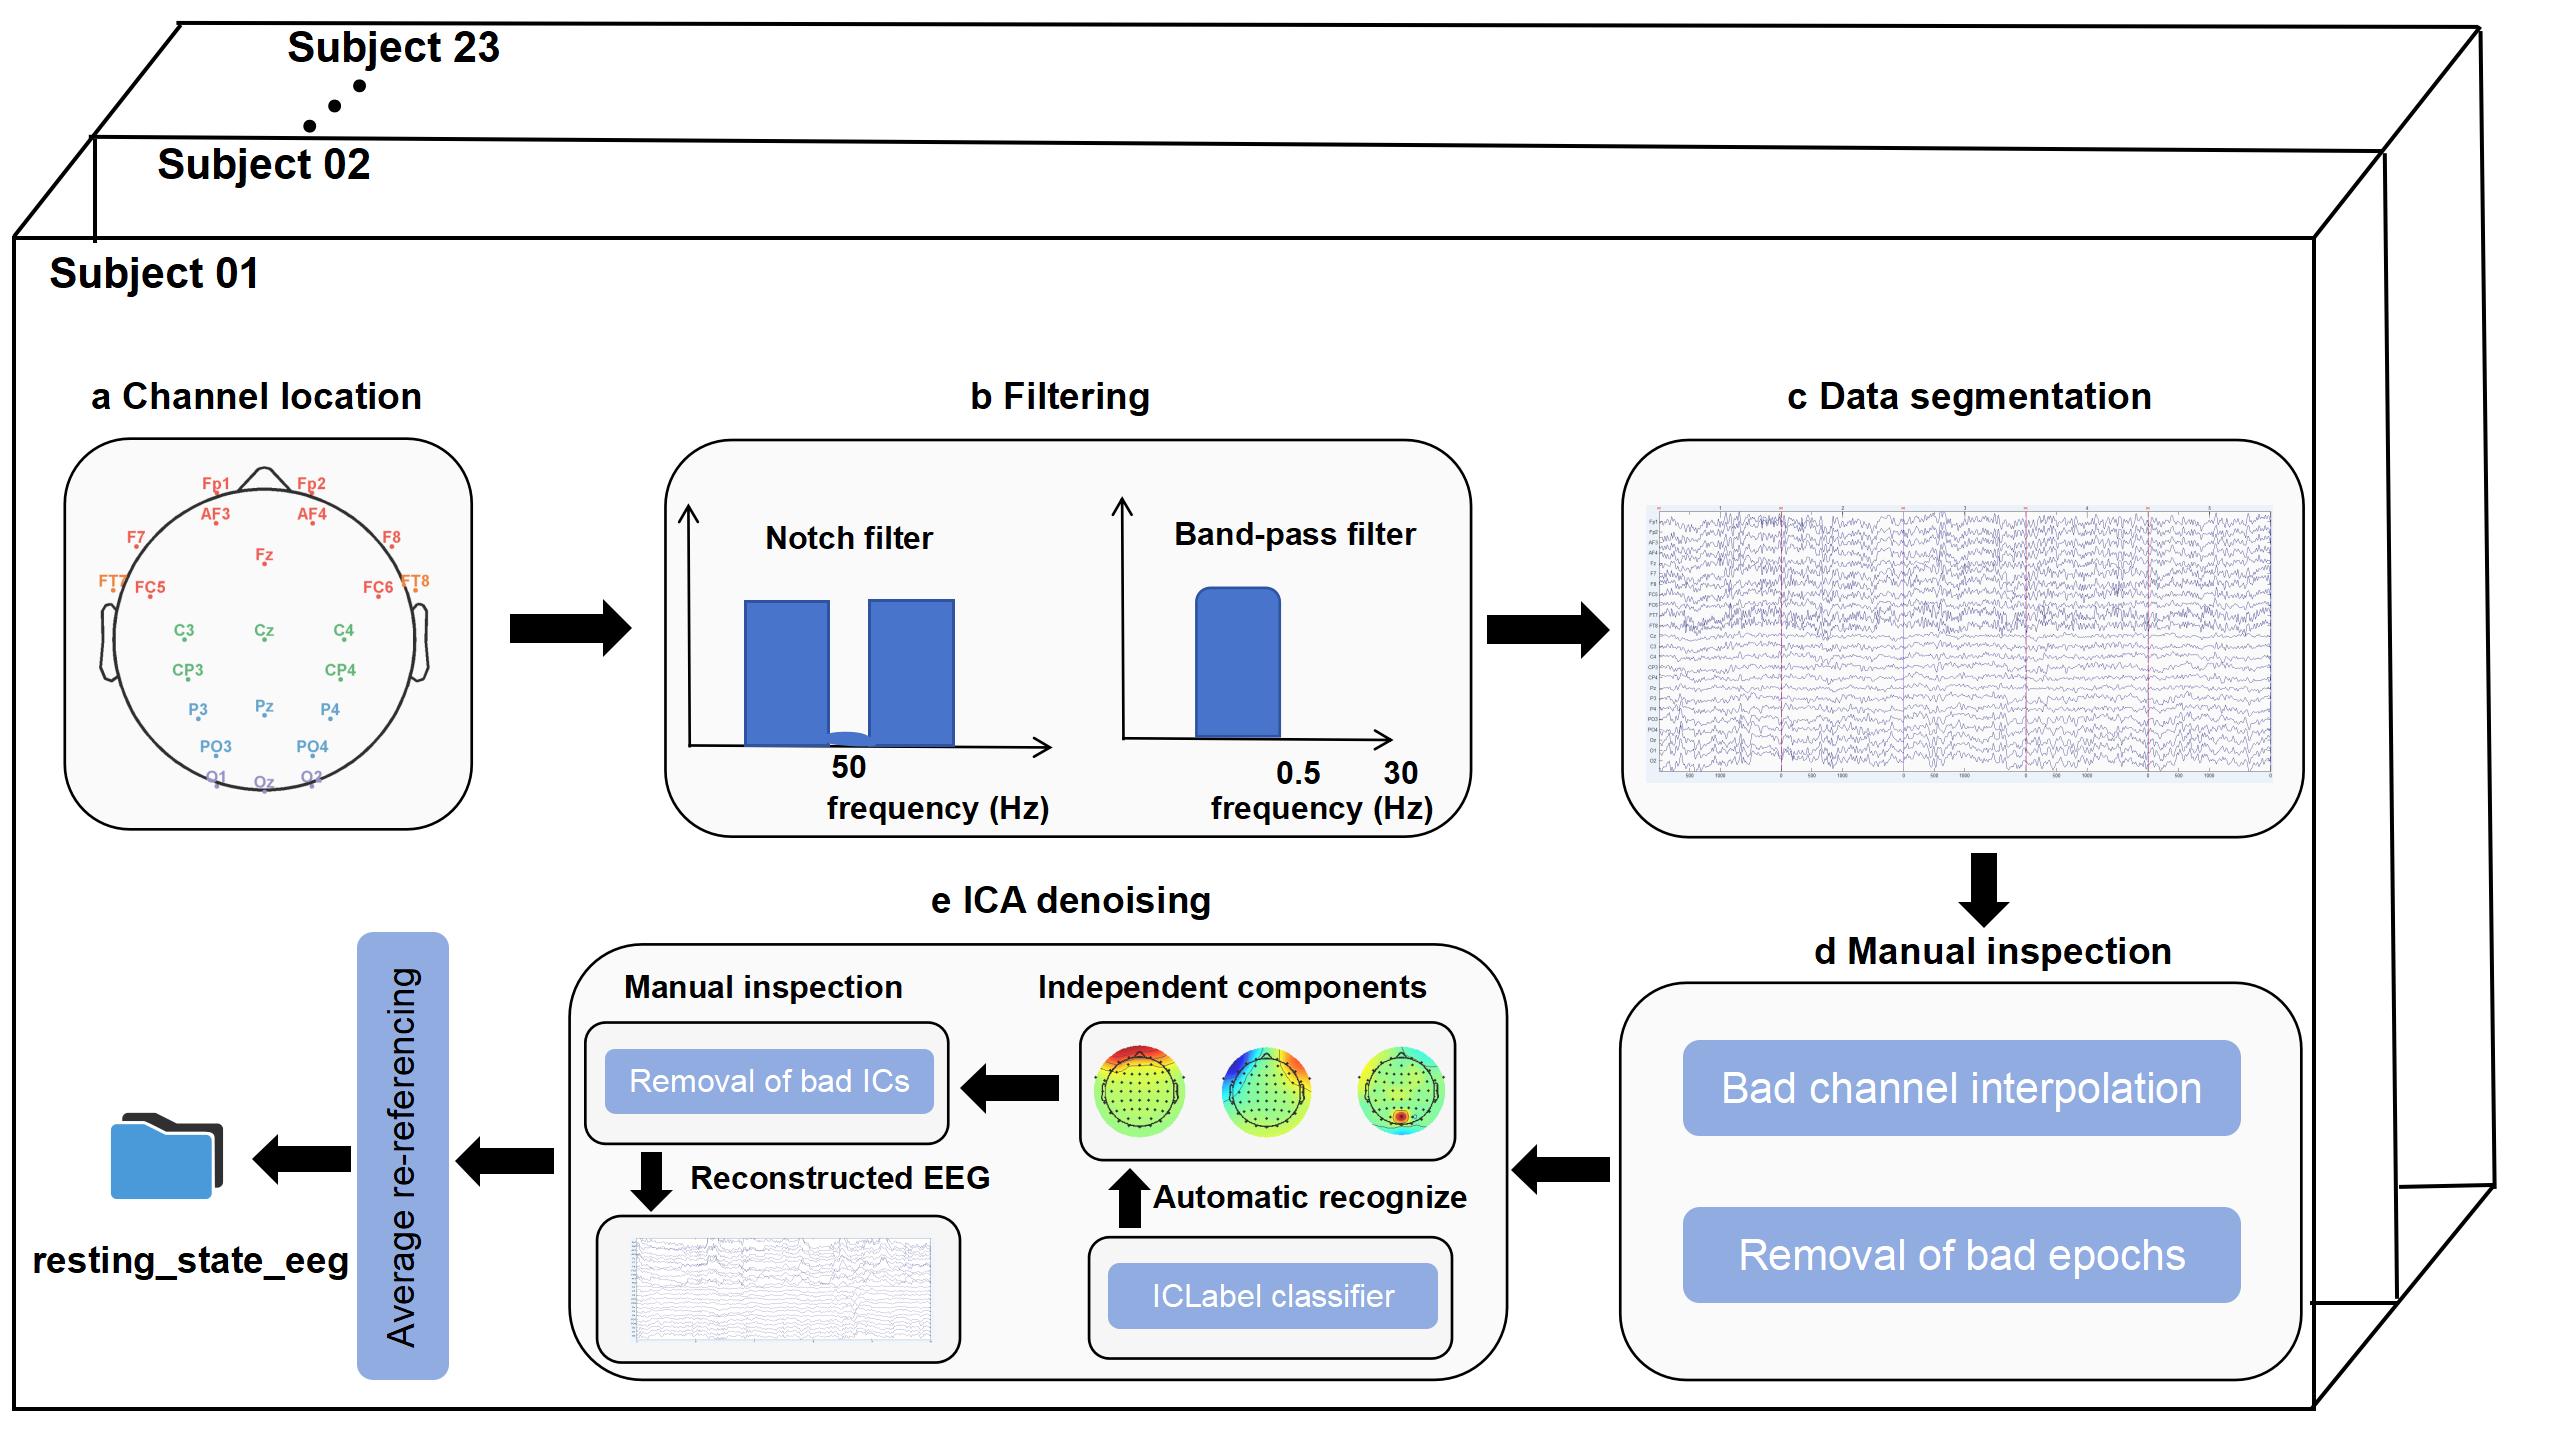 Subject 23
Subject 02
Subject 01
a Channel location
b Filtering
c Data segmentation
Fp1 Fp2
AF3 AF4
F7 F8
Fz
FT7 FC5 FC6 FT8
C3 Cz C4
CP3 CP4
P3 Pz P4
PO3 PO4
O1 Oz O2
Notch filter
50
frequency (Hz)
Band-pass filter
0.5 30
frequency (Hz)
d Manual inspection
Bad channel interpolation
Removal of bad epochs
e ICA denoising
Manual inspection
Independent components
Removal of bad ICs
Reconstructed EEG
Automatic recognize
ICLabel classifier
Average re-referencing
resting_state_eeg